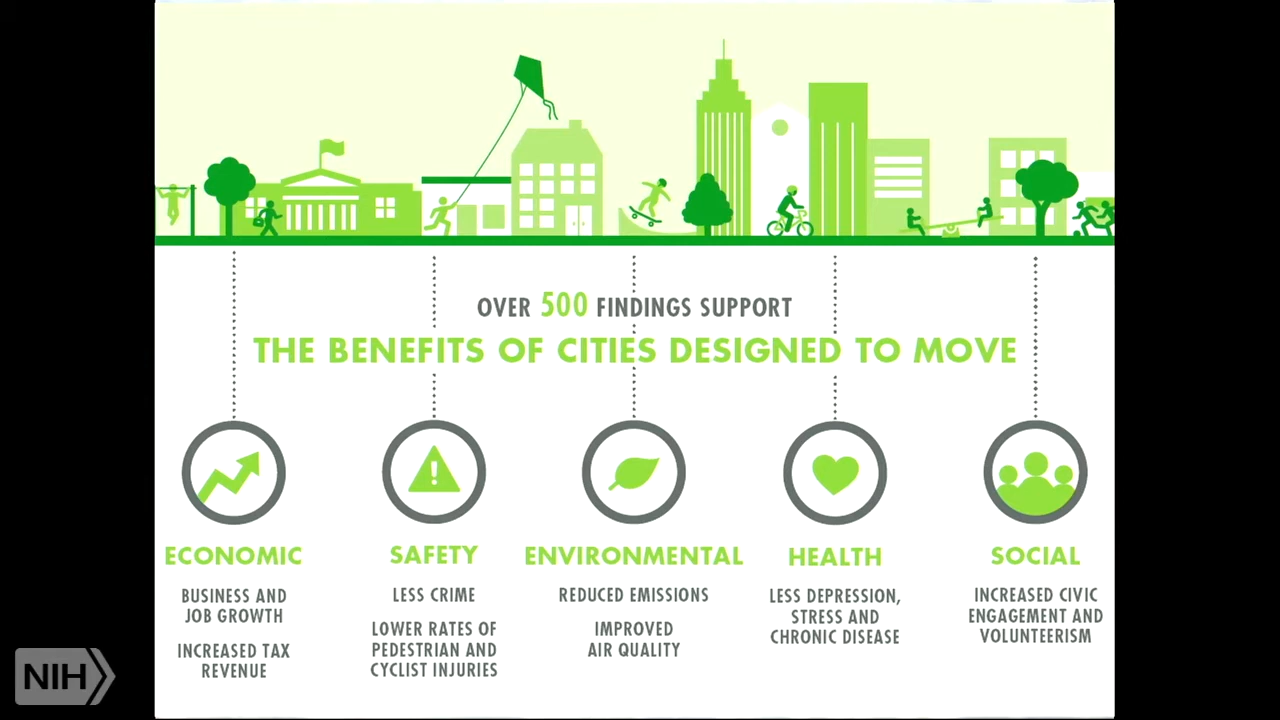 OVER 500 FINDINGS SUPPORT
THE BENEFITS OF CITIES DESIGNED TO MOVE
ECONOMIC
BUSINESS AND
JOB GROWTH
INCREASED TAX
REVENUE
SAFETY
LESS CRIME
LOWER RATES OF
PEDESTRIAN AND
CYCLIST INJURIES
ENVIRONMENTAL
REDUCED EMISSIONS
IMPROVED
AIR QUALITY
HEALTH
LESS DEPRESSION,
STRESS AND
CHRONIC DISEASE
SOCIAL
INCREASED CIVIC
ENGAGEMENT AND
VOLUNTEERISM
NIH